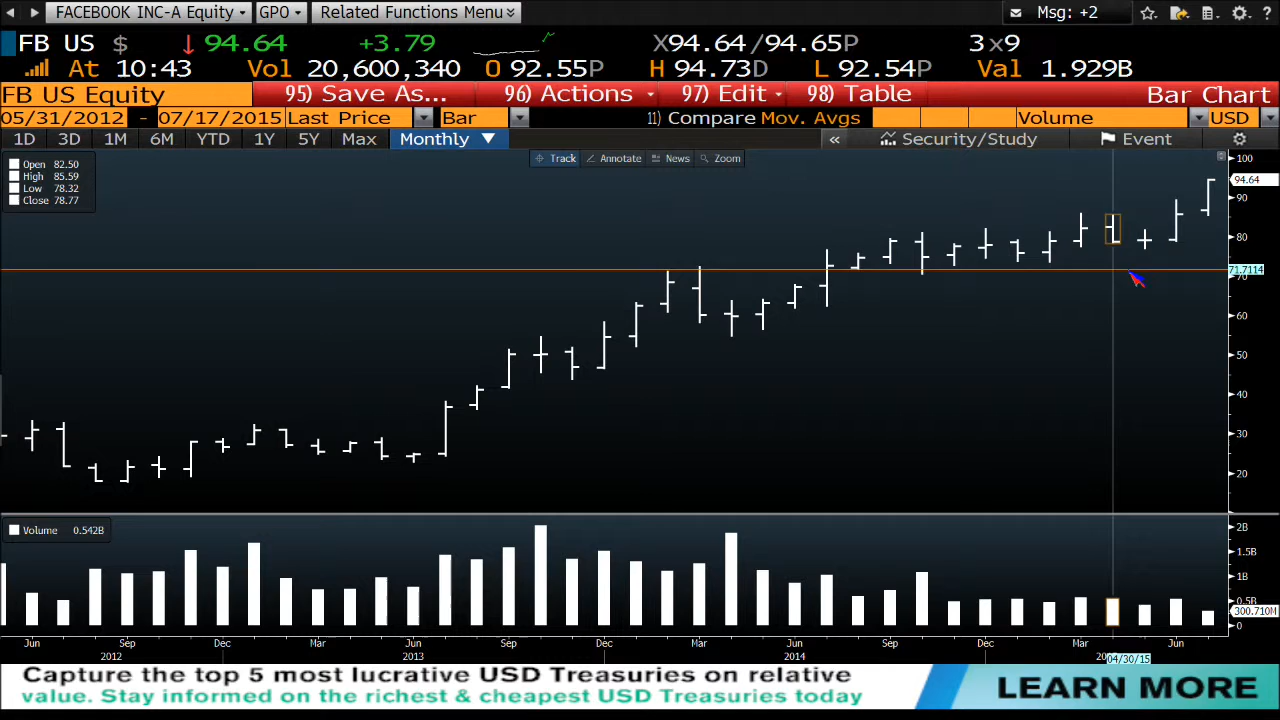 FACEBOOK INC-A Equity GPO Related Functions Menu Msg: +2
FB US $ ↓ 94.64 +3.79 X94.64/94.65P 3x9
At 10:43 Vol 20,600,340 O 92.55P H 94.73D L 92.54P Val 1.929B
FB US Equity 95) Save As... 96) Actions 97) Edit 98) Table Bar Chart
05/31/2012 - 07/17/2015 Last Price Bar 11) Compare Mov. Avgs Volume USD
1D 3D 1M 6M YTD 1Y 5Y Max Monthly ▼ « Security/Study Event
Track Annotate News Zoom
Open 82.50
High 85.59
Low 78.32
Close 78.77
100
94.64
90
80
71.7114
70
60
50
40
30
20
Volume 0.542B
2B
1.5B
1B
0.5B
300.710M
0
Jun Sep Dec Mar Jun Sep Dec Mar Jun Sep Dec Mar Jun
2012 2013 2014 04/30/15
Capture the top 5 most lucrative USD Treasuries on relative
value. Stay informed on the richest & cheapest USD Treasuries today
LEARN MORE